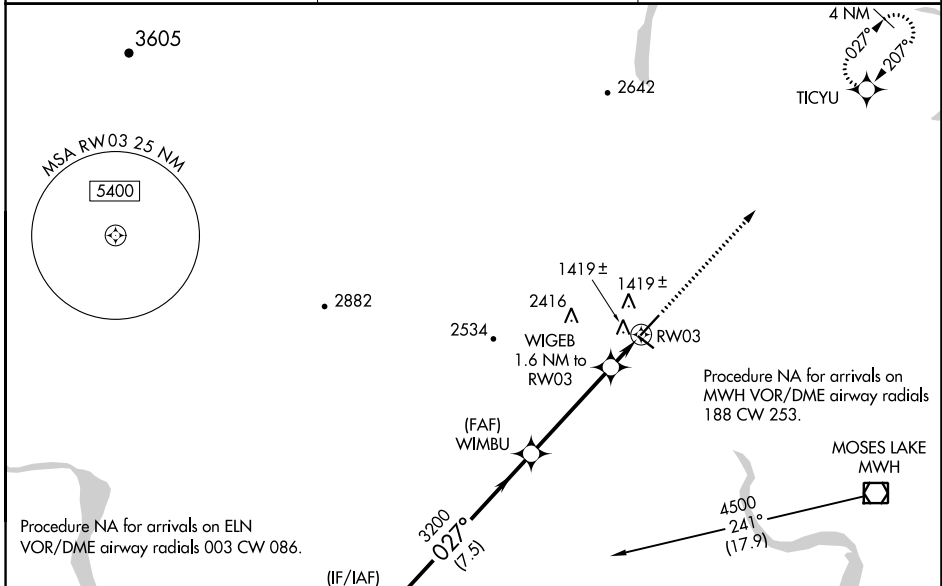 3605
4 NM
027°
207°
TICYU
2642
MSA RW03 25 NM
5400
1419±
1419±
2416
2882
2534
WIGEB
1.6 NM to
RW03
RW03
Procedure NA for arrivals on
MWH VOR/DME airway radials
188 CW 253.
(FAF)
WIMBU
MOSES LAKE
MWH
4500
241°
(17.9)
3200
027°
(7.5)
Procedure NA for arrivals on ELN
VOR/DME airway radials 003 CW 086.
(IF/IAF)